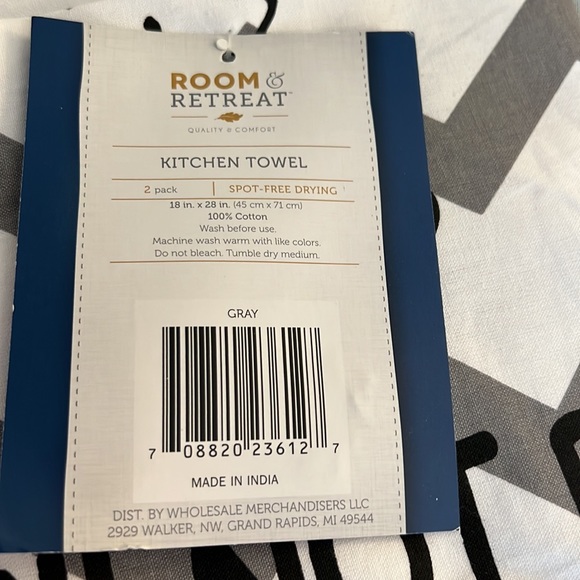 ROOM &
RETREAT™
QUALITY & COMFORT
KITCHEN TOWEL
2 pack | SPOT-FREE DRYING
18 in. x 28 in. (45 cm x 71 cm)
100% Cotton
Wash before use.
Machine wash warm with like colors.
Do not bleach. Tumble dry medium.
GRAY
7 08820 23612 7
MADE IN INDIA
DIST. BY WHOLESALE MERCHANDISERS LLC
2929 WALKER, NW, GRAND RAPIDS, MI 49544